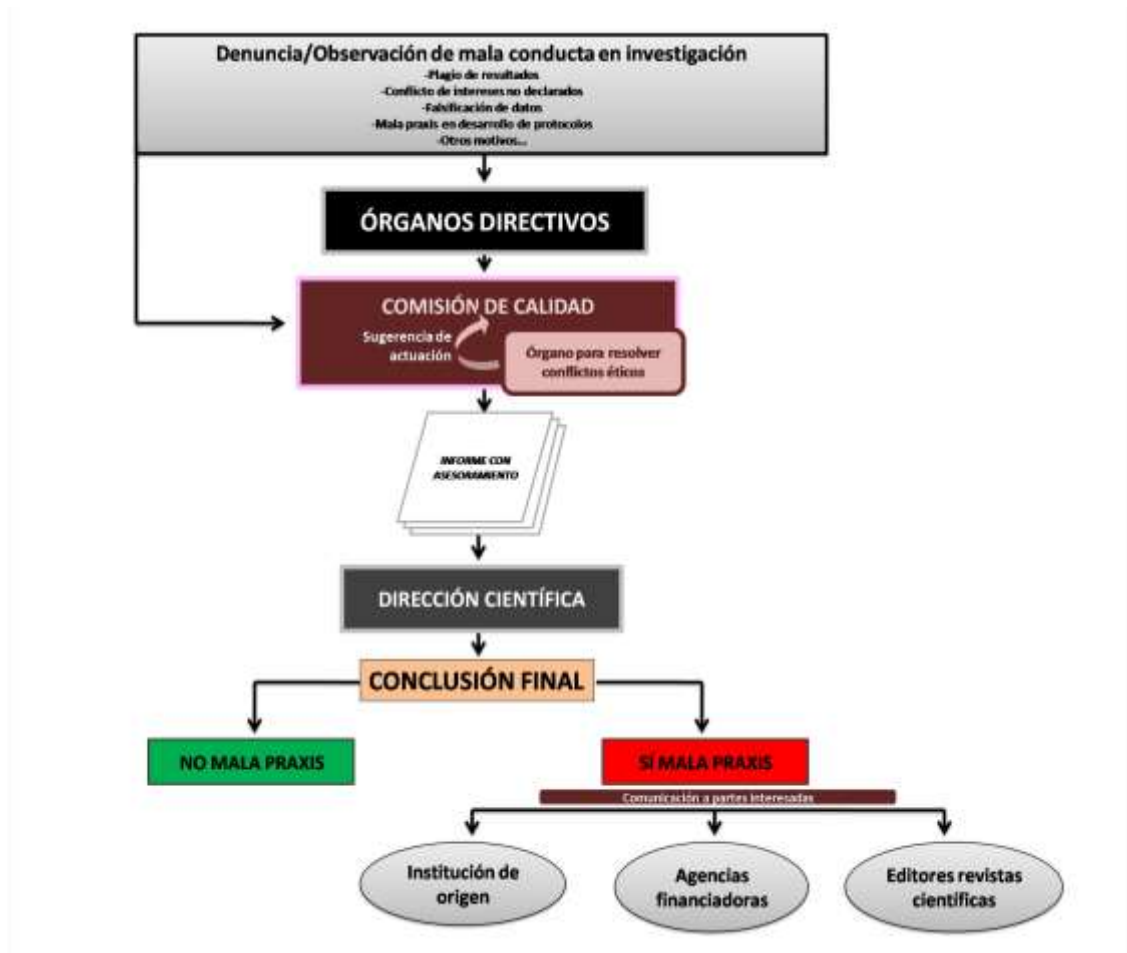 Denuncia/Observación de mala conducta en investigación
-Plagio de resultados
-Conflicto de intereses no declarados
-Falsificación de datos
-Mala praxis en desarrollo de protocolos
-Otros motivos...
ÓRGANOS DIRECTIVOS
COMISIÓN DE CALIDAD
Sugerencia de
actuación
Órgano para resolver
conflictos éticos
INFORME CON
ASESORAMIENTO
DIRECCIÓN CIENTÍFICA
CONCLUSIÓN FINAL
NO MALA PRAXIS
SÍ MALA PRAXIS
Comunicación a partes interesadas
Institución de
origen
Agencias
financiadoras
Editores revistas
científicas